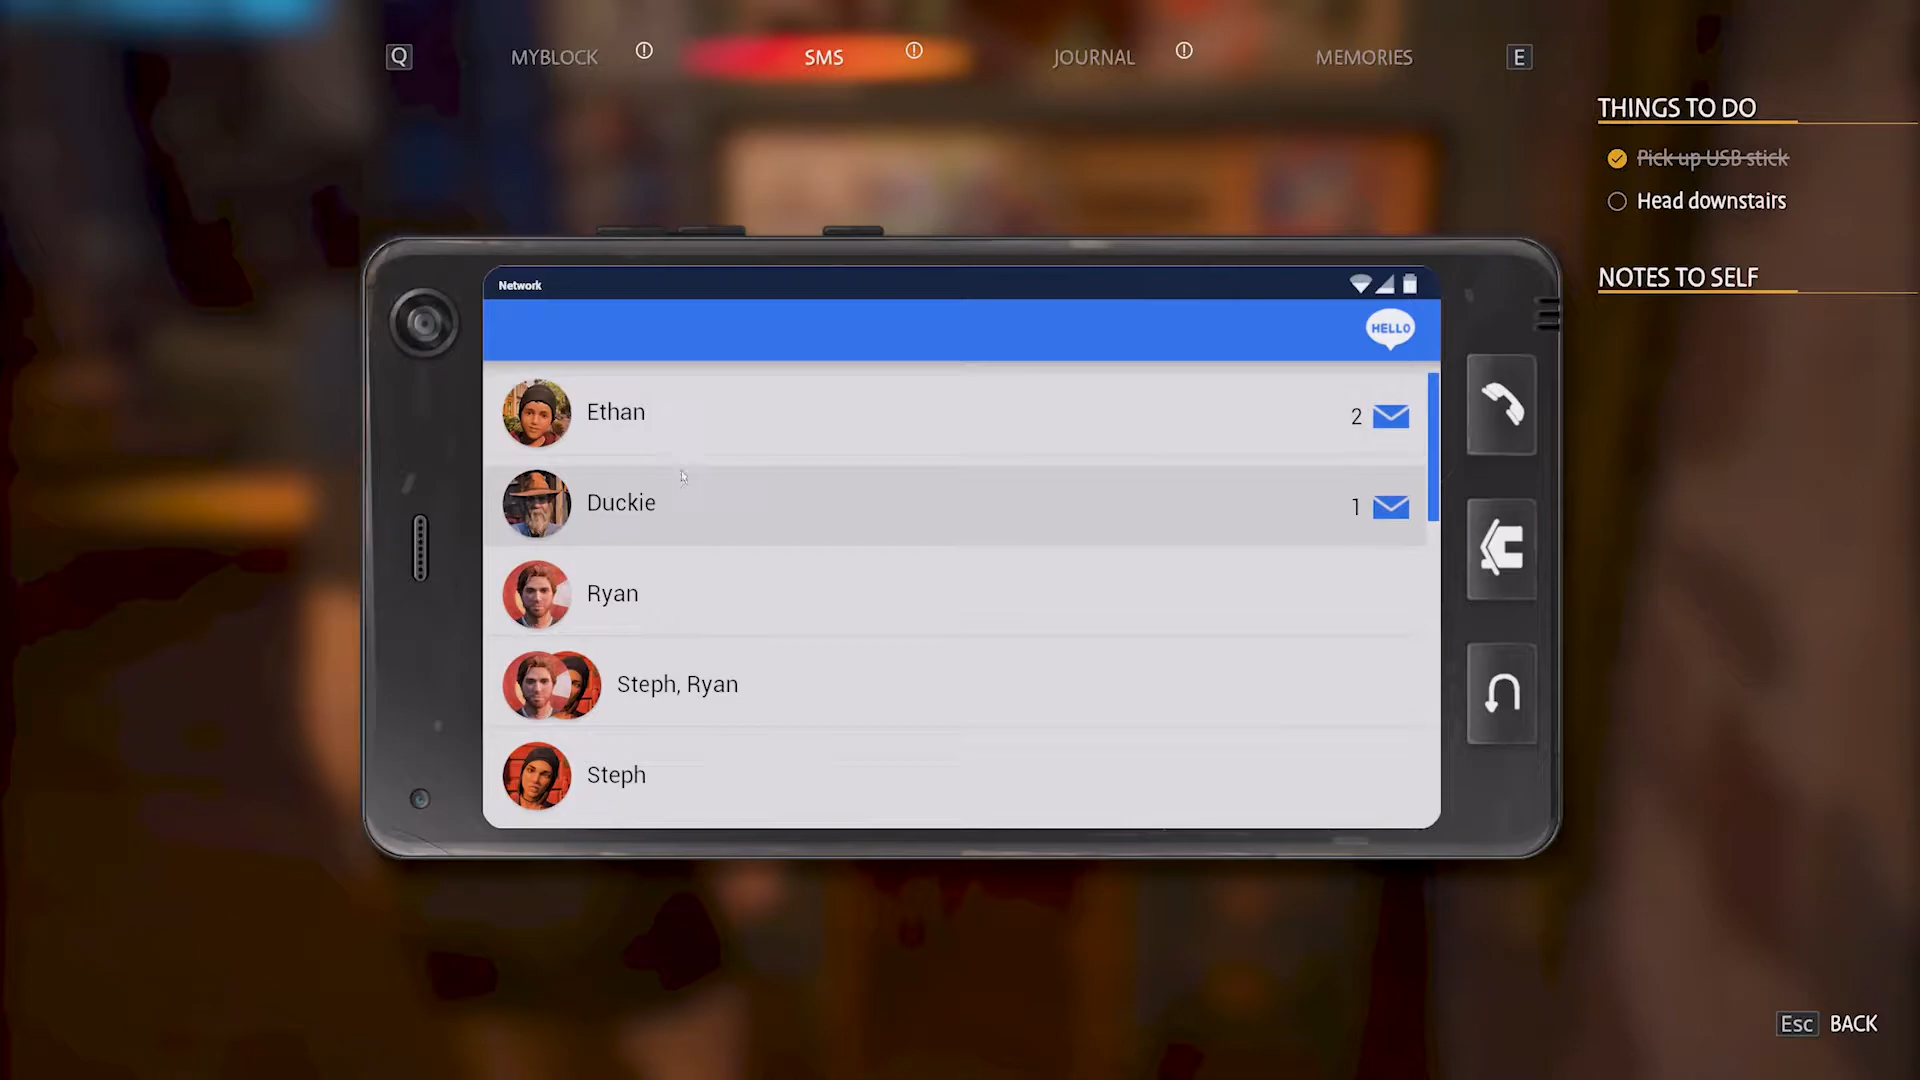 Q MYBLOCK SMS JOURNAL MEMORIES E
THINGS TO DO
Pick up USB stick
Head downstairs
NOTES TO SELF
Network
HELLO
Ethan 2
Duckie 1
Ryan
Steph, Ryan
Steph
Esc BACK